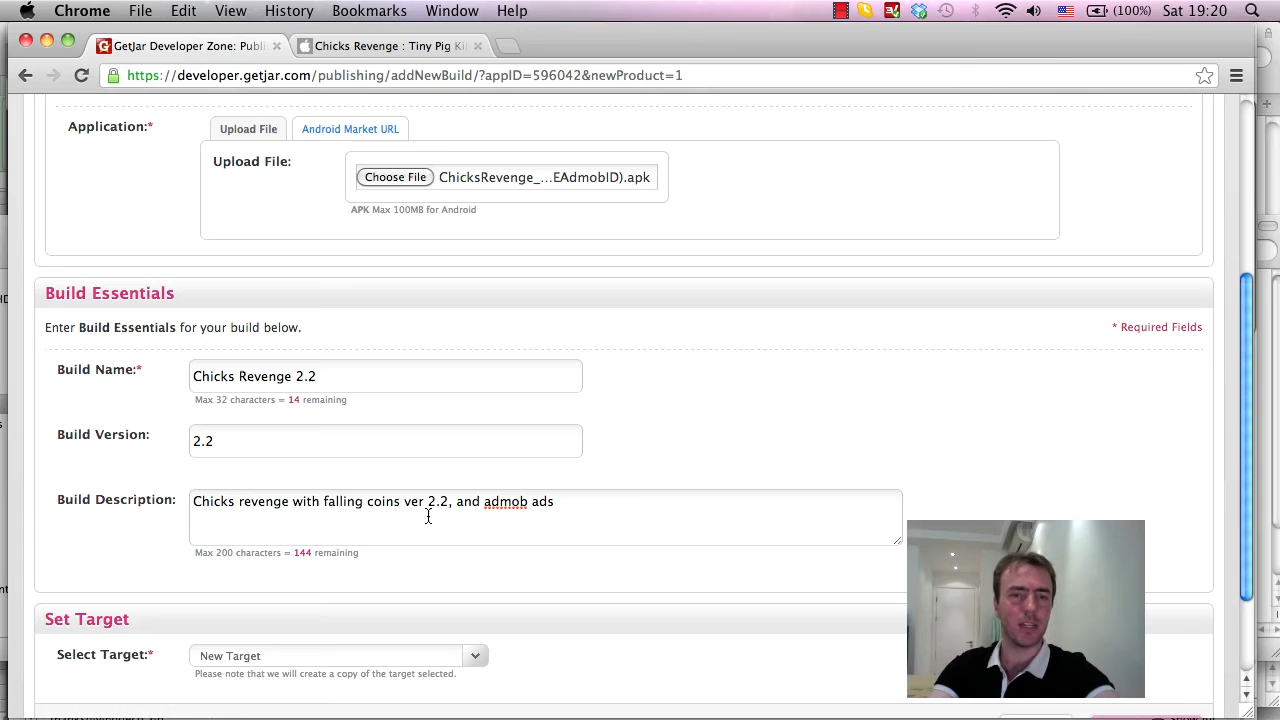 Chrome File Edit View History Bookmarks Window Help (100%) Sat 19:20
GetJar Developer Zone: Publi Chicks Revenge : Tiny Pig Kil
https://developer.getjar.com/publishing/addNewBuild/?appID=596042&newProduct=1
Application:* Upload File Android Market URL
Upload File: Choose File ChicksRevenge_...EAdmobID).apk
APK Max 100MB for Android
Build Essentials
Enter Build Essentials for your build below. * Required Fields
Build Name:* Chicks Revenge 2.2
Max 32 characters = 14 remaining
Build Version: 2.2
Build Description: Chicks revenge with falling coins ver 2.2, and admob ads
Max 200 characters = 144 remaining
Set Target
Select Target:* New Target
Please note that we will create a copy of the target selected.